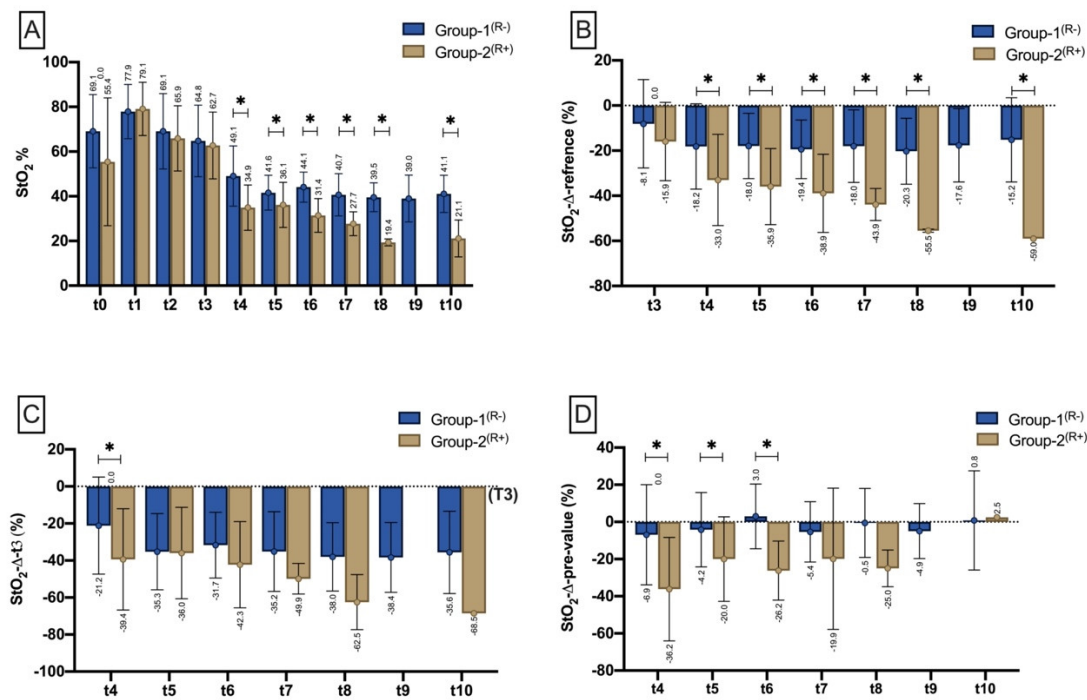 A
Group-1(R-)
Group-2(R+)
StO2 %
100
80
60
40
20
0
69.1 0.0 55.4 77.9 79.1 69.1 65.9 64.8 62.7 49.1 34.9 41.6 36.1 44.1 31.4 40.7 27.7 39.5 19.4 39.0 41.1 21.1
* * * * * *
t0 t1 t2 t3 t4 t5 t6 t7 t8 t9 t10
B
Group-1(R-)
Group-2(R+)
StO2-Δ-refrence (%)
20
0
-20
-40
-60
-80
* * * * * *
0.0
-8.1 -15.9 -18.2 -33.0 -18.0 -35.9 -19.4 -38.9 -18.0 -43.9 -20.3 -55.5 -17.6 -15.2 -59.0
t3 t4 t5 t6 t7 t8 t9 t10
C
Group-1(R-)
Group-2(R+)
StO2-Δ-t3 (%)
20
0
-20
-40
-60
-80
-100
*
0.0
(T3)
-21.2 -39.4 -35.3 -36.0 -31.7 -42.3 -35.2 -49.9 -38.0 -62.5 -38.4 -35.6 -68.5
t4 t5 t6 t7 t8 t9 t10
D
Group-1(R-)
Group-2(R+)
StO2-Δ-pre-value (%)
40
20
0
-20
-40
-60
-80
* * *
0.0 3.0 0.8 2.5
-6.9 -36.2 -4.2 -20.0 -26.2 -5.4 -19.9 -0.5 -25.0 -4.9
t4 t5 t6 t7 t8 t9 t10